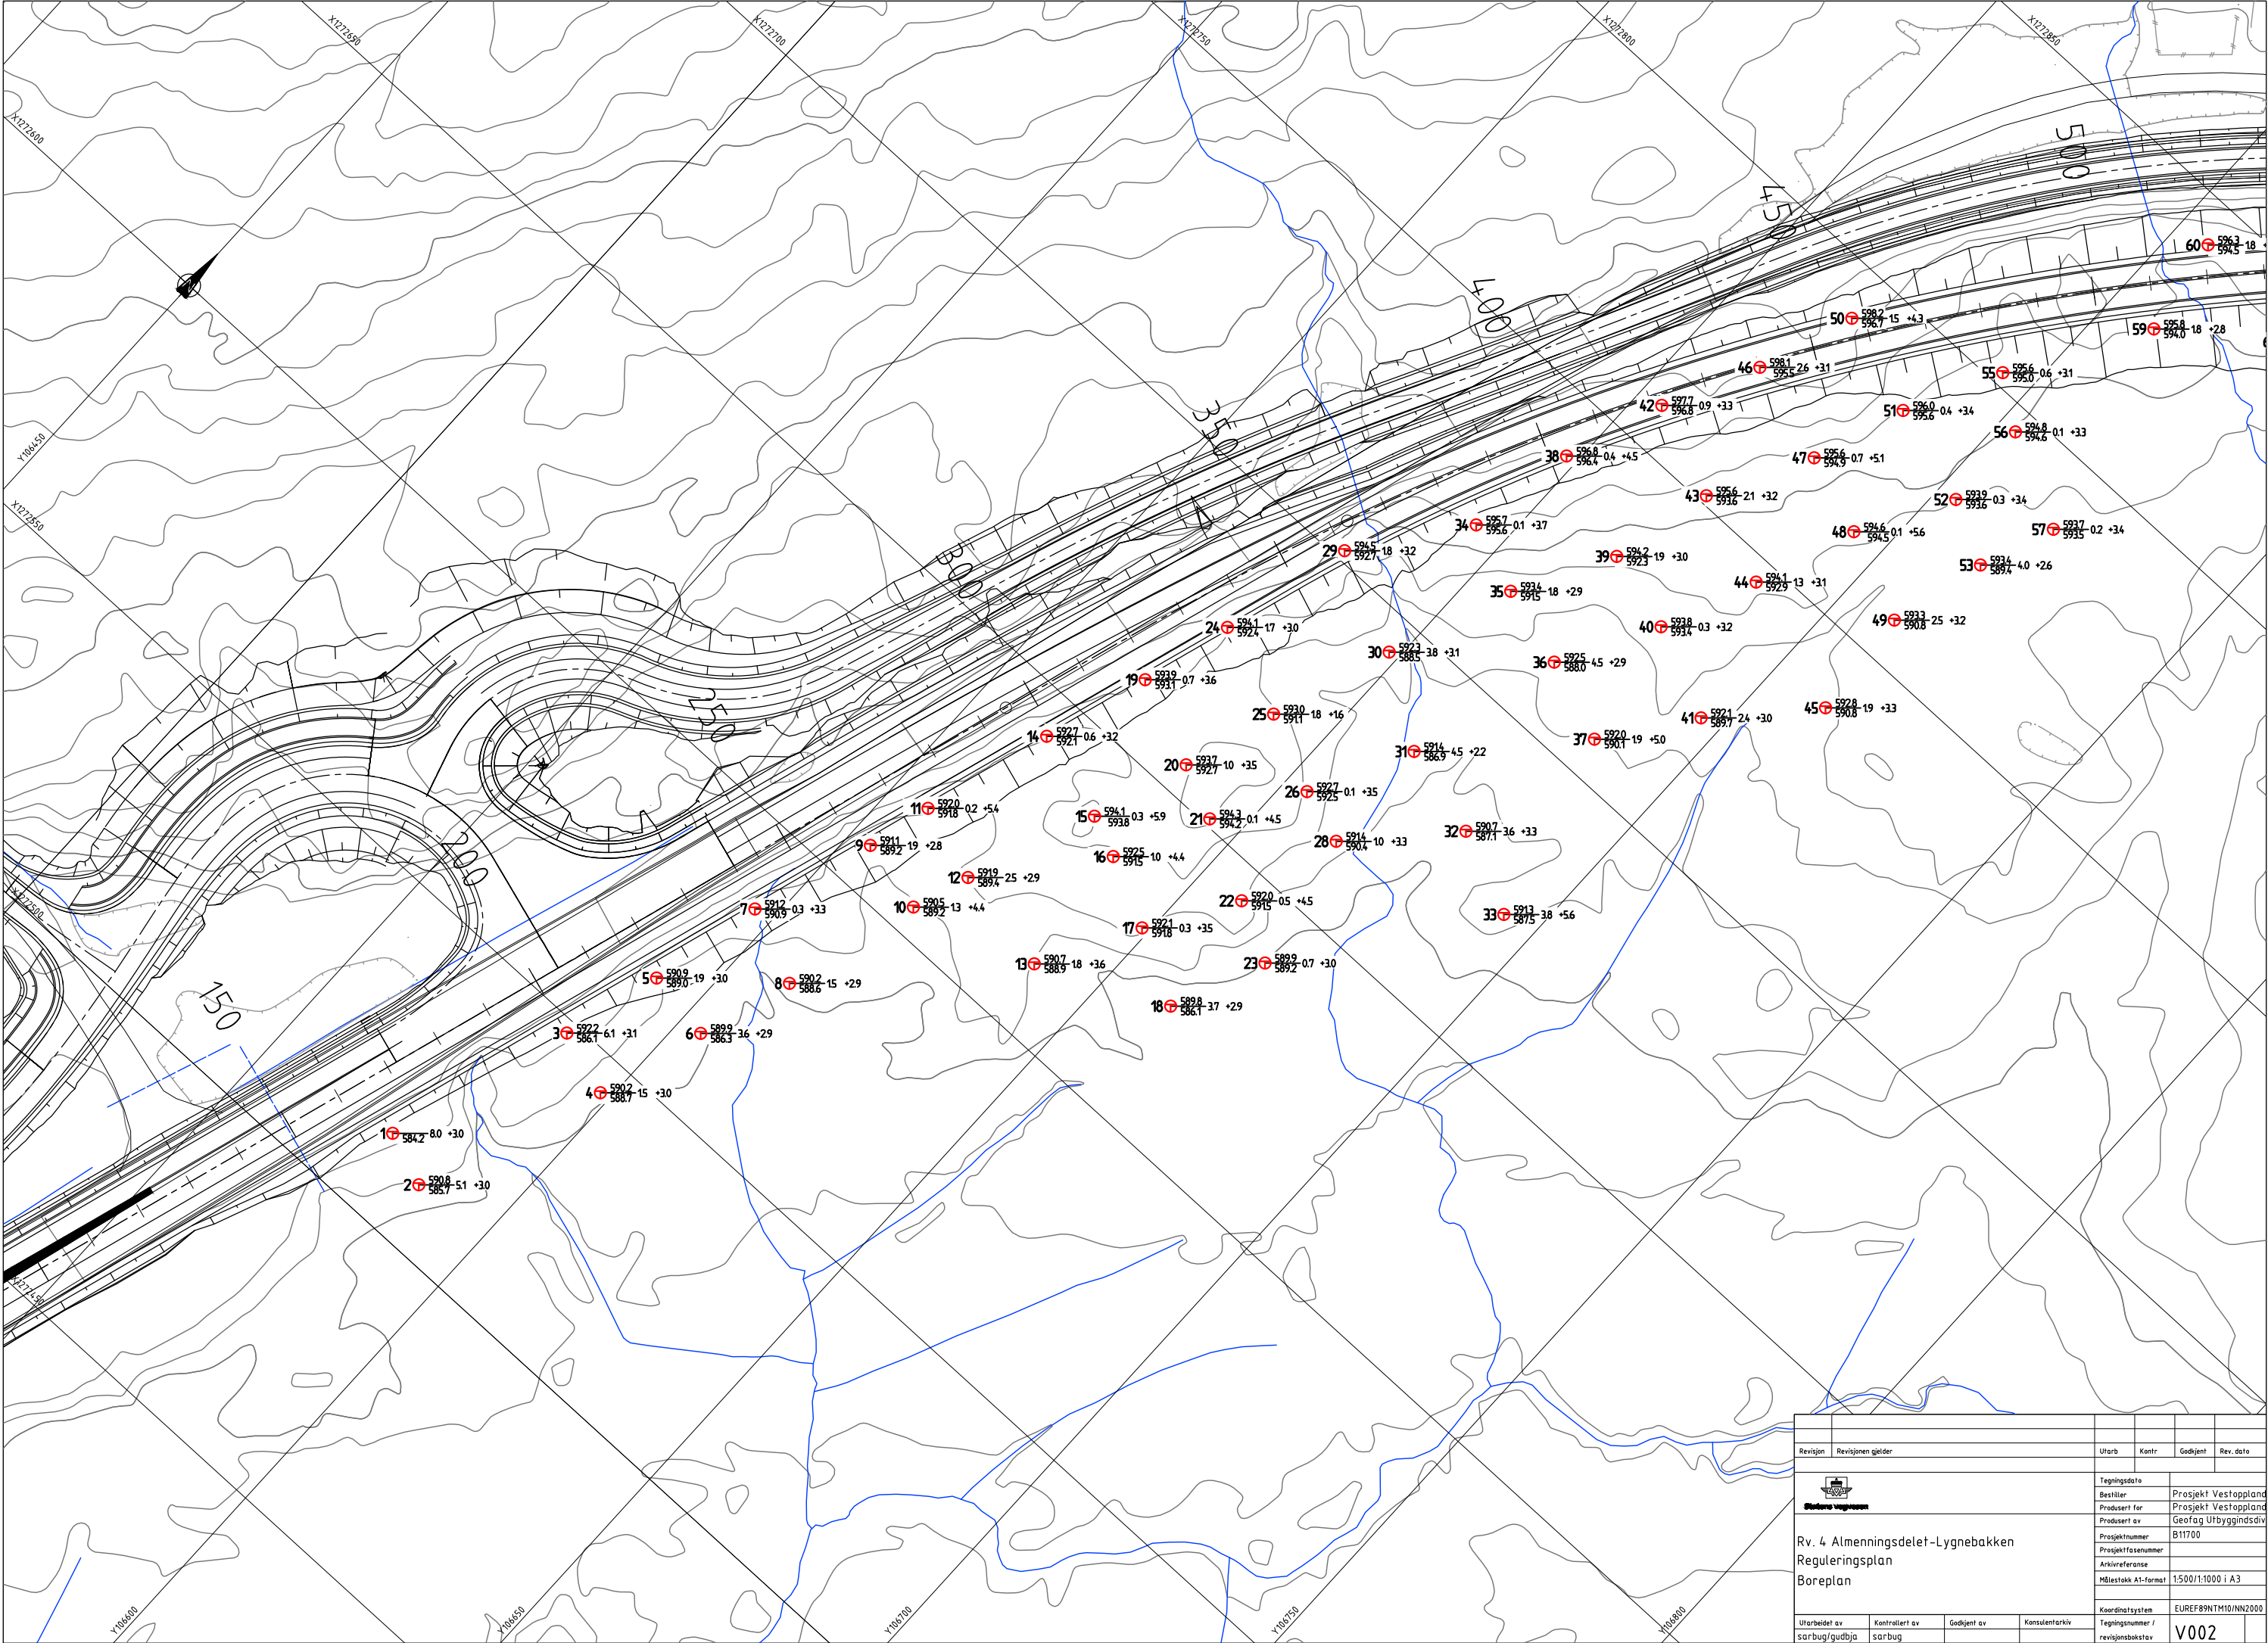 X1272650
X1272700
X1272750
X1272800
X1272850
X1272600
X1272550
X1272500
X1272450
Y106450
Y106600
Y106650
Y106700
Y106750
Y106800
150
200
250
300
350
400
450
500
4
60 596.3 594.5 1.8
59 595.8 594.0 1.8 +2.8
50 598.2 596.7 1.5 +4.3
46 598.1 595.5 2.6 +3.1
55 595.6 595.0 0.6 +3.1
42 597.7 596.8 0.9 +3.3
51 596.0 595.6 0.4 +3.4
56 594.8 594.6 0.1 +3.3
38 596.8 596.4 0.4 +4.5
47 595.6 594.9 0.7 +5.1
43 595.6 593.6 2.1 +3.2
52 593.9 593.6 0.3 +3.4
34 595.7 595.6 0.1 +3.7
48 594.6 594.5 0.1 +5.6
57 593.7 593.5 0.2 +3.4
29 594.5 592.7 1.8 +3.2
39 594.2 592.3 1.9 +3.0
53 593.4 589.4 4.0 +2.6
44 594.1 592.9 1.3 +3.1
35 593.4 591.5 1.8 +2.9
49 593.3 590.8 2.5 +3.2
24 594.1 592.4 1.7 +3.0
40 593.8 593.4 0.3 +3.2
30 592.3 588.5 3.8 +3.1
36 592.5 588.0 4.5 +2.9
19 593.9 593.1 0.7 +3.6
45 592.8 590.8 1.9 +3.3
25 593.0 591.1 1.8 +1.6
41 592.1 589.7 2.4 +3.0
14 592.7 592.1 0.6 +3.2
37 592.0 590.1 1.9 +5.0
31 591.4 586.9 4.5 +2.2
20 593.7 592.7 1.0 +3.5
26 592.7 592.5 0.1 +3.5
11 592.0 591.8 0.2 +5.4
15 594.1 593.8 0.3 +5.9
21 594.3 594.2 0.1 +4.5
32 590.7 587.1 3.6 +3.3
9 591.1 589.2 1.9 +2.8
28 591.4 590.4 1.0 +3.3
16 592.5 591.5 1.0 +4.4
12 591.9 589.4 2.5 +2.9
22 592.0 591.5 0.5 +4.5
7 591.2 590.9 0.3 +3.3
10 590.5 589.2 1.3 +4.4
33 591.3 587.5 3.8 +5.6
17 592.1 591.8 0.3 +3.5
13 590.7 588.9 1.8 +3.6
23 589.9 589.2 0.7 +3.0
5 590.9 589.0 1.9 +3.0
8 590.2 588.6 1.5 +2.9
18 589.8 586.1 3.7 +2.9
3 592.2 586.1 6.1 +3.1
6 589.9 586.3 3.6 +2.9
4 590.2 588.7 1.5 +3.0
1 584.2 8.0 +3.0
2 590.8 585.7 5.1 +3.0
Revisjon Revisjonen gjelder Utarb Kontr Godkjent Rev. dato
Statens vegvesen
Rv. 4 Almenningsdelet-Lygnebakken
Reguleringsplan
Boreplan
Tegningsdato
Bestiller Prosjekt Vestoppland
Produsert for Prosjekt Vestoppland
Produsert av Geofag Utbyggindsdiv
Prosjektnummer B11700
Prosjektfasenummer
Arkivreferanse
Målestokk A1-format 1:500/1:1000 i A3
Koordinatsystem EUREF89NTM10/NN2000
Utarbeidet av Kontrollert av Godkjent av Konsulentarkiv
sarbug/gudbja sarbug
Tegningsnummer /
revisjonsbokstav V002